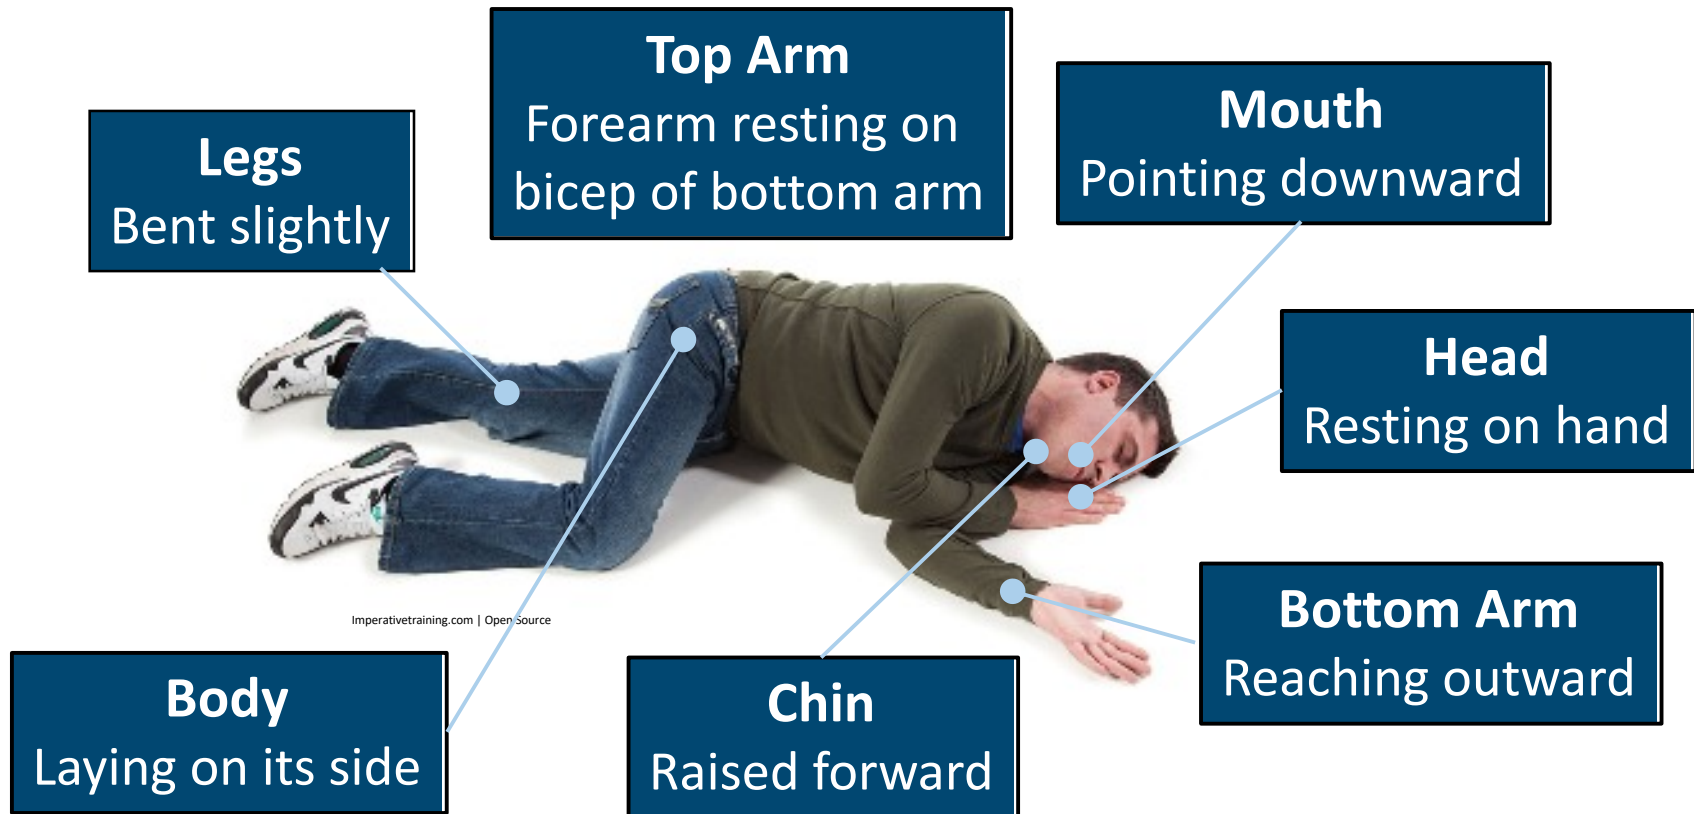 Top Arm
Forearm resting on
bicep of bottom arm
Mouth
Pointing downward
Legs
Bent slightly
Head
Resting on hand
Bottom Arm
Reaching outward
Imperativetraining.com | Open Source
Body
Laying on its side
Chin
Raised forward